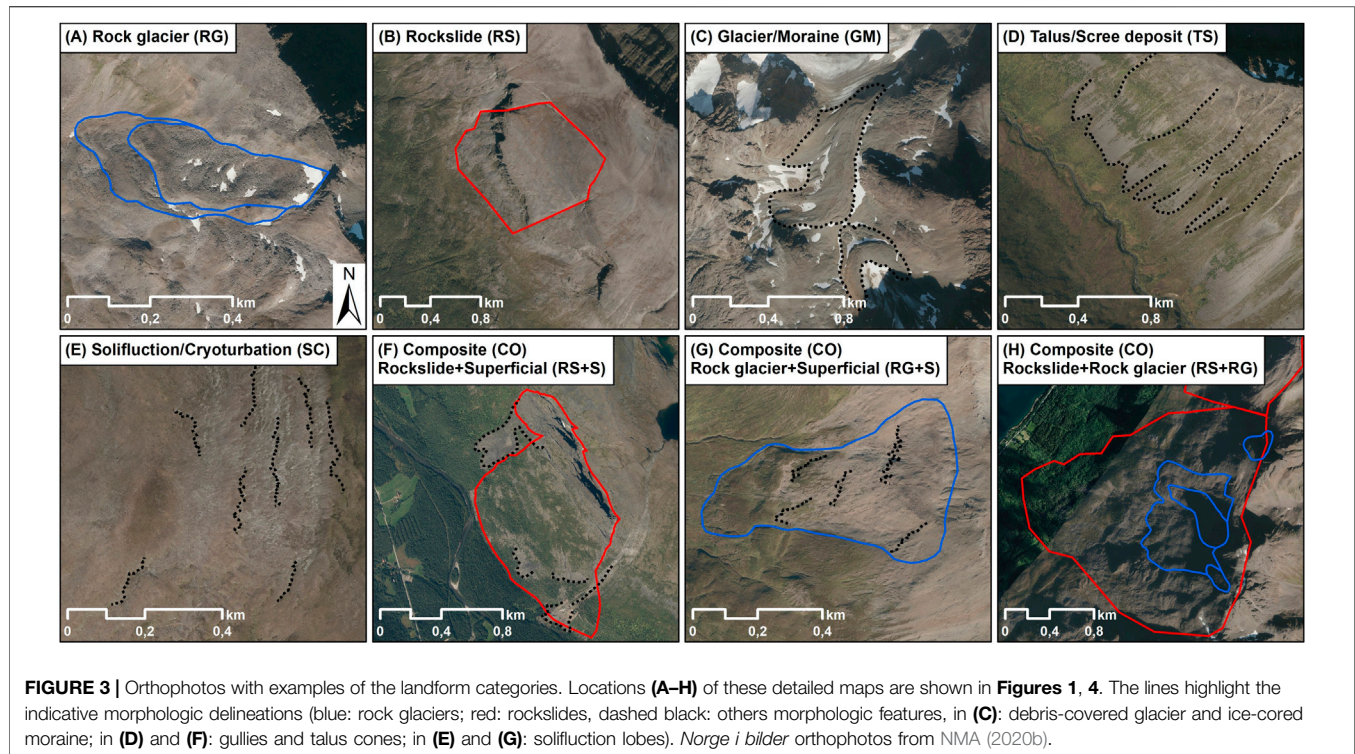 (A) Rock glacier (RG)
(B) Rockslide (RS)
(C) Glacier/Moraine (GM)
(D) Talus/Scree deposit (TS)
N
km
0
0,2
0,4
km
0
0,4
0,8
km
0
0,4
0,8
km
0
0,2
0,4
(E) Solifluction/Cryoturbation (SC)
(F) Composite (CO)
Rockslide+Superficial (RS+S)
(G) Composite (CO)
Rock glacier+Superficial (RG+S)
(H) Composite (CO)
Rockslide+Rock glacier (RS+RG)
km
0
0,2
0,4
km
0
0,4
0,8
km
0
0,2
0,4
km
0
0,4
0,8
FIGURE 3 | Orthophotos with examples of the landform categories. Locations (A–H) of these detailed maps are shown in Figures 1, 4. The lines highlight the
indicative morphologic delineations (blue: rock glaciers; red: rockslides, dashed black: others morphologic features, in (C): debris-covered glacier and ice-cored
moraine; in (D) and (F): gullies and talus cones; in (E) and (G): solifluction lobes). Norge i bilder orthophotos from NMA (2020b).